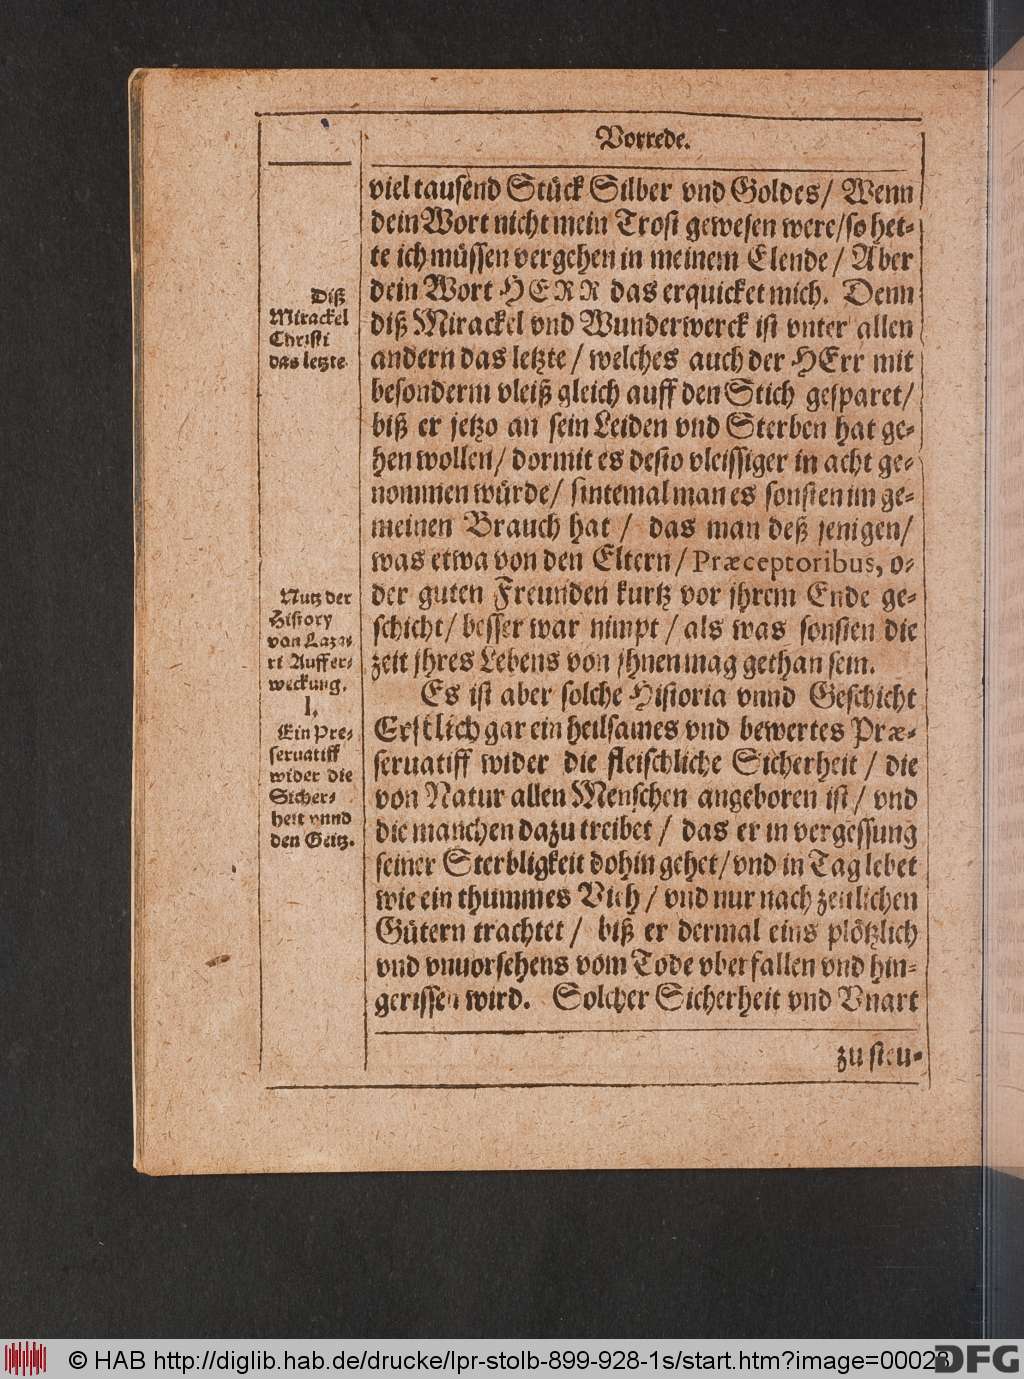 Vorrede.
viel tausend Stück Silber vnd Goldes/ Wenn
dein Wort nicht mein Trost gewesen were/so het-
te ich müssen vergehen in meinem Elende/ Aber
dein Wort HERR das erquicket mich. Denn
diß Mirackel vnd Wunderwerck ist vnter allen
andern das letzte/ welches auch der HErr mit
besonderm vleiß gleich auff den Stich gesparet/
biß er jetzo an sein Leiden vnd Sterben hat ge-
hen wollen/ dormit es desto vleissiger in acht ge-
nommen würde/ sintemal man es sonsten im ge-
meinen Brauch hat / das man deß jenigen/
was etwa von den Eltern/ Præceptoribus, o-
der guten Freunden kurtz vor jhrem Ende ge-
schicht/ besser war nimpt/ als was sonsten die
zeit jhres Lebens von jhnen mag gethan sein.
Es ist aber solche Historia vnnd Geschicht
Erstlich gar ein heilsames vnd bewertes Præ-
seruatiff wider die fleischliche Sicherheit/ die
von Natur allen Menschen angeboren ist/ vnd
die manchen dazu treibet/ das er in vergessung
seiner Sterbligkeit dohin gehet/ vnd in Tag lebet
wie ein thummes Vieh/ vnd nur nach zeitlichen
Gütern trachtet/ biß er dermal eins plötzlich
vnd vnuorsehens vom Tode vberfallen vnd hin-
gerissen wird. Solcher Sicherheit vnd Vnart
zu steu-
Diß
Mirackel
Christi
das letzte.
Nutz der
History
von Laza-
ri Auffer-
weckung.
I.
Ein Pre-
seruatiff
wider die
Sicher-
heit vnnd
den Geitz.
© HAB http://diglib.hab.de/drucke/lpr-stolb-899-928-1s/start.htm?image=00028
DFG